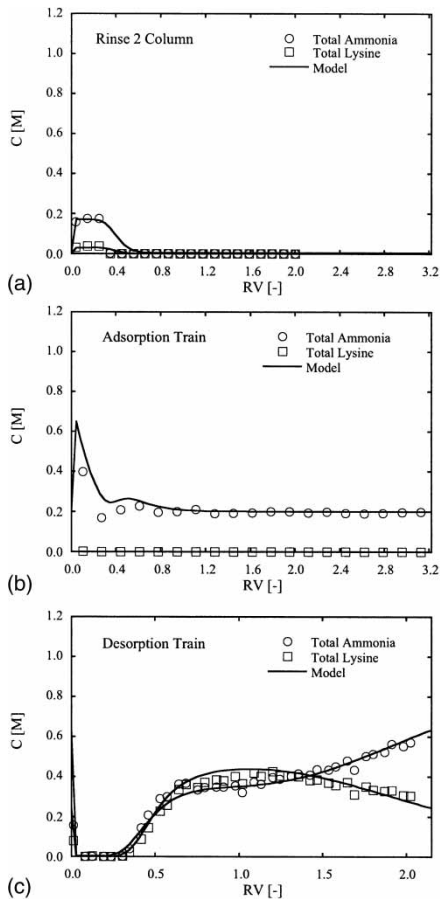 1.2
Rinse 2 Column
Total Ammonia
1.0
Total Lysine
Model
0.8
C [M]
0.6
0.4
0.2
0.0
0.0 0.4 0.8 1.2 1.6 2.0 2.4 2.8 3.2
(a)
RV [-]
1.2
Adsorption Train
Total Ammonia
1.0
Total Lysine
Model
0.8
C [M]
0.6
0.4
0.2
0.0
0.0 0.4 0.8 1.2 1.6 2.0 2.4 2.8 3.2
(b)
RV [-]
1.2
Desorption Train
Total Ammonia
1.0
Total Lysine
Model
0.8
C [M]
0.6
0.4
0.2
0.0
0.0 0.5 1.0 1.5 2.0
(c)
RV [-]